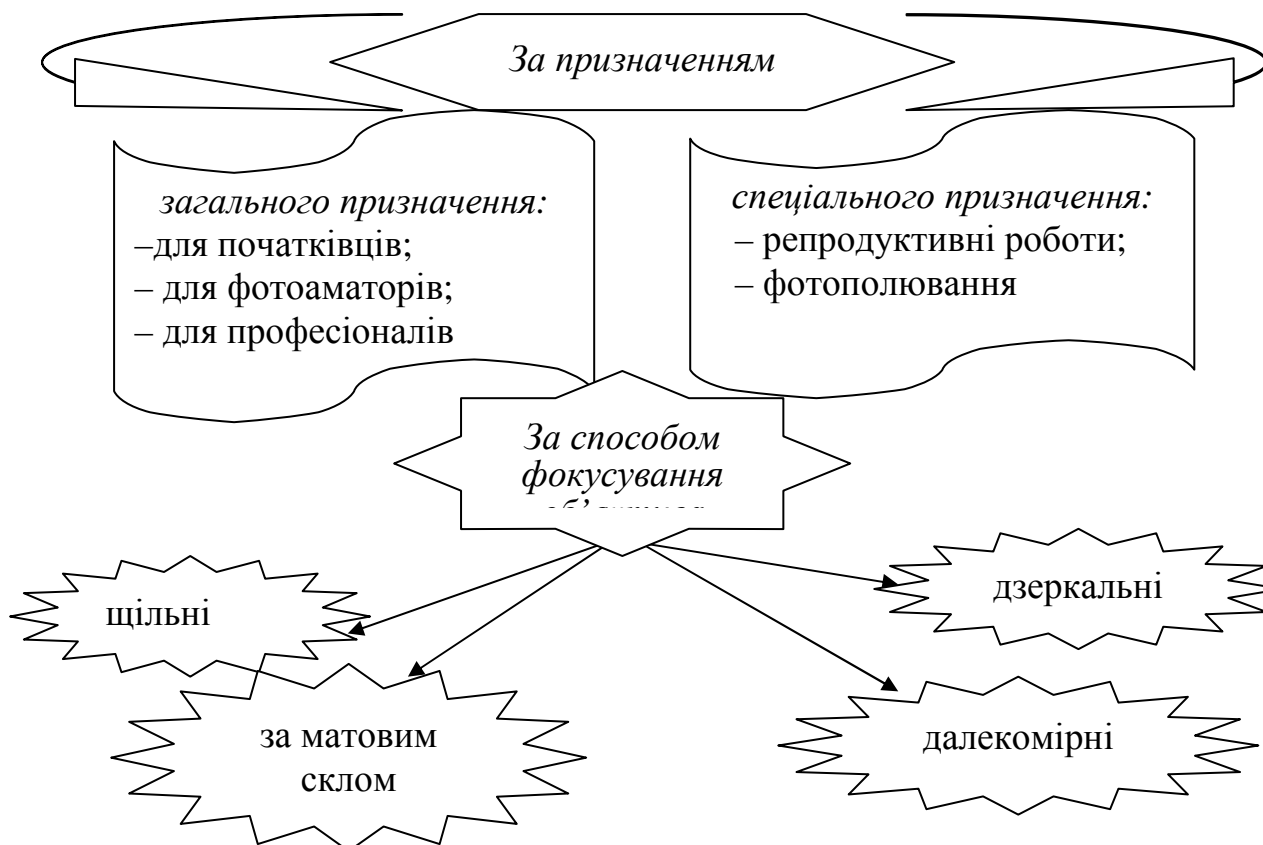 За призначенням
загального призначення:
–для початківців;
– для фотоаматорів;
– для професіоналів
спеціального призначення:
– репродуктивні роботи;
– фотополювання
За способом
фокусування
щільні
дзеркальні
за матовим
склом
далекомірні